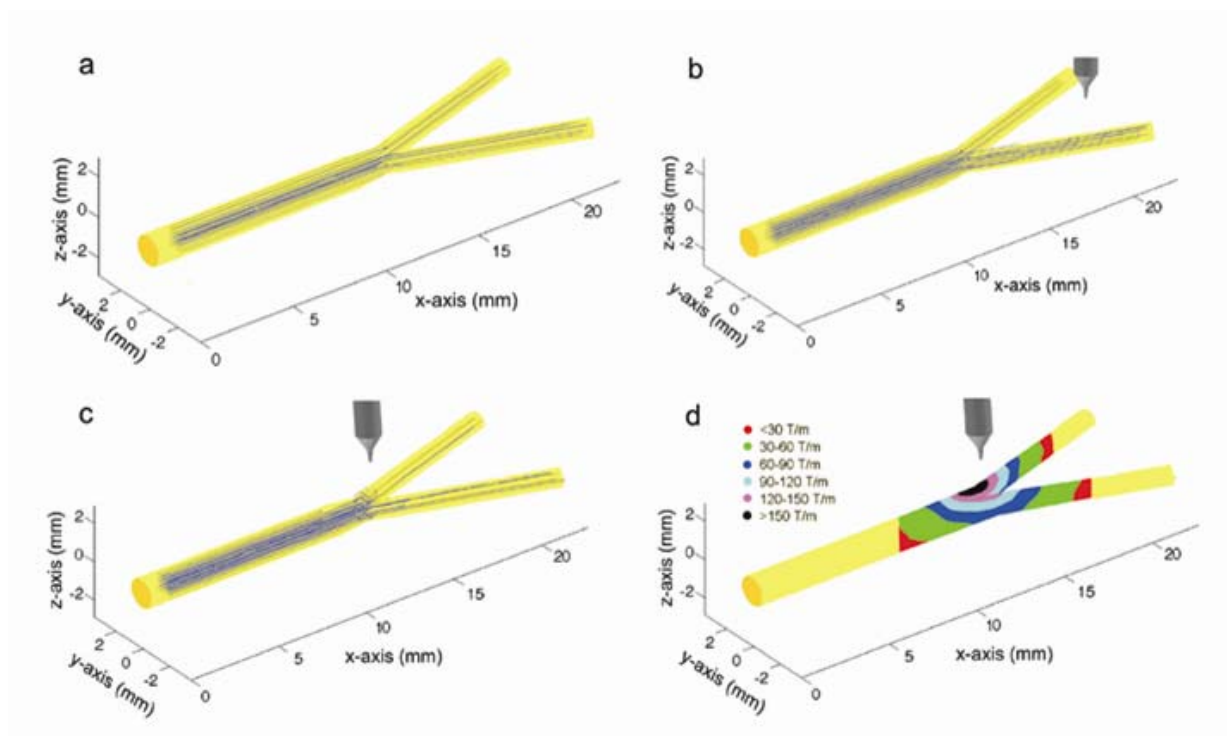 a
2
0
-2
z-axis (mm)
2
0
-2
y-axis (mm)
0
5
10
15
20
x-axis (mm)
b
2
0
-2
z-axis (mm)
2
0
-2
y-axis (mm)
0
5
10
15
20
x-axis (mm)
c
2
0
-2
z-axis (mm)
2
0
-2
y-axis (mm)
0
5
10
15
20
x-axis (mm)
d
<30 T/m
30-60 T/m
60-90 T/m
90-120 T/m
120-150 T/m
>150 T/m
2
0
-2
z-axis (mm)
2
0
-2
y-axis (mm)
0
5
10
15
20
x-axis (mm)